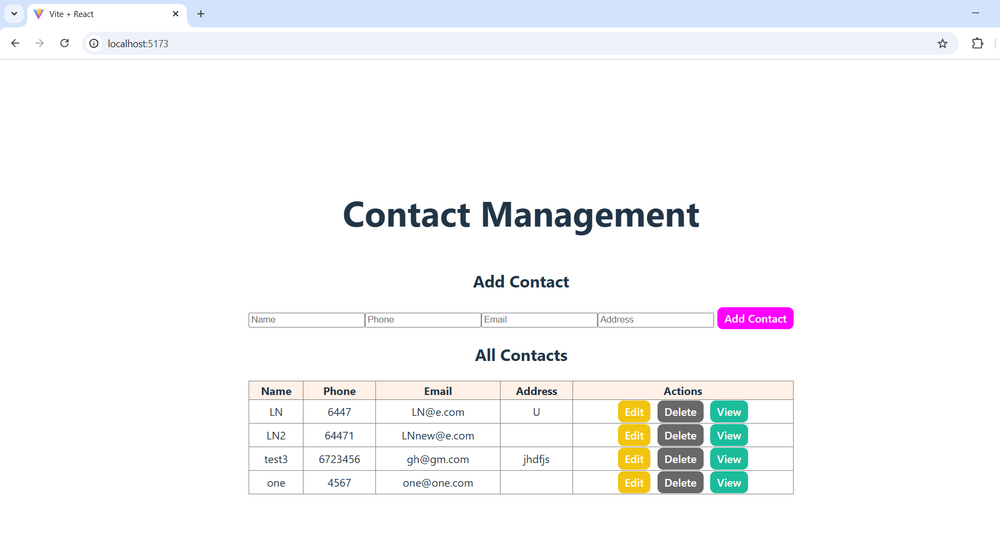 Vite + React
localhost:5173
Contact Management
Add Contact
Name Phone Email Address Add Contact
All Contacts
Name Phone Email Address Actions
LN 6447 LN@e.com U Edit Delete View
LN2 64471 LNnew@e.com Edit Delete View
test3 6723456 gh@gm.com jhdfjs Edit Delete View
one 4567 one@one.com Edit Delete View